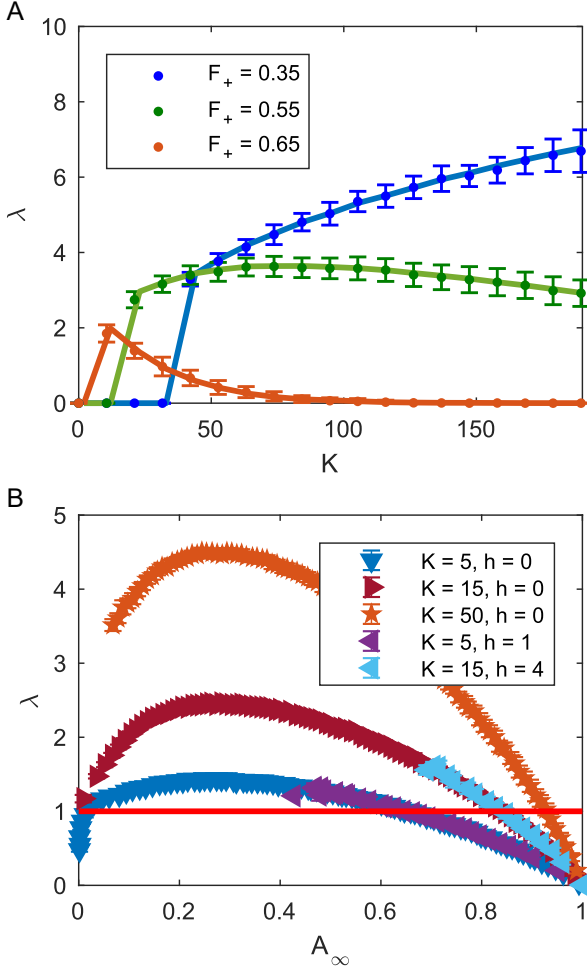 A
10
8
6
4
2
0
λ
F+ = 0.35
F+ = 0.55
F+ = 0.65
0 50 100 150
K
B
5
4
3
2
1
0
λ
K = 5, h = 0
K = 15, h = 0
K = 50, h = 0
K = 5, h = 1
K = 15, h = 4
0 0.2 0.4 0.6 0.8 1
A∞